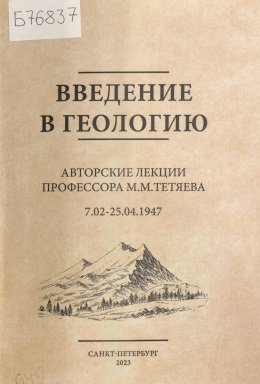 Б76837
ВВЕДЕНИЕ
В ГЕОЛОГИЮ
АВТОРСКИЕ ЛЕКЦИИ
ПРОФЕССОРА М.М.ТЕТЯЕВА
7.02-25.04.1947
САНКТ-ПЕТЕРБУРГ
2023